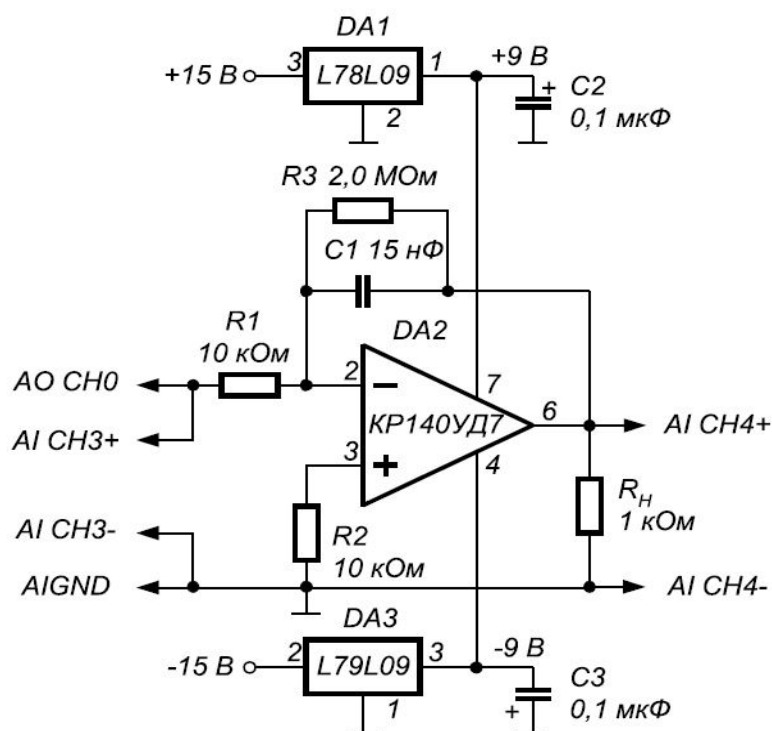 DA1
+15 В 3 L78L09 1 +9 В
2
+ C2
0,1 мкФ
R3 2,0 МОм
C1 15 нФ
R1
10 кОм
DA2
AO CH0
2 − 7
AI CH3+
КР140УД7 6 AI CH4+
3 + 4
AI CH3-
R2
10 кОм
RН
1 кОм
AIGND
AI CH4-
DA3
-15 В 2 L79L09 3 -9 В
1
+ C3
0,1 мкФ